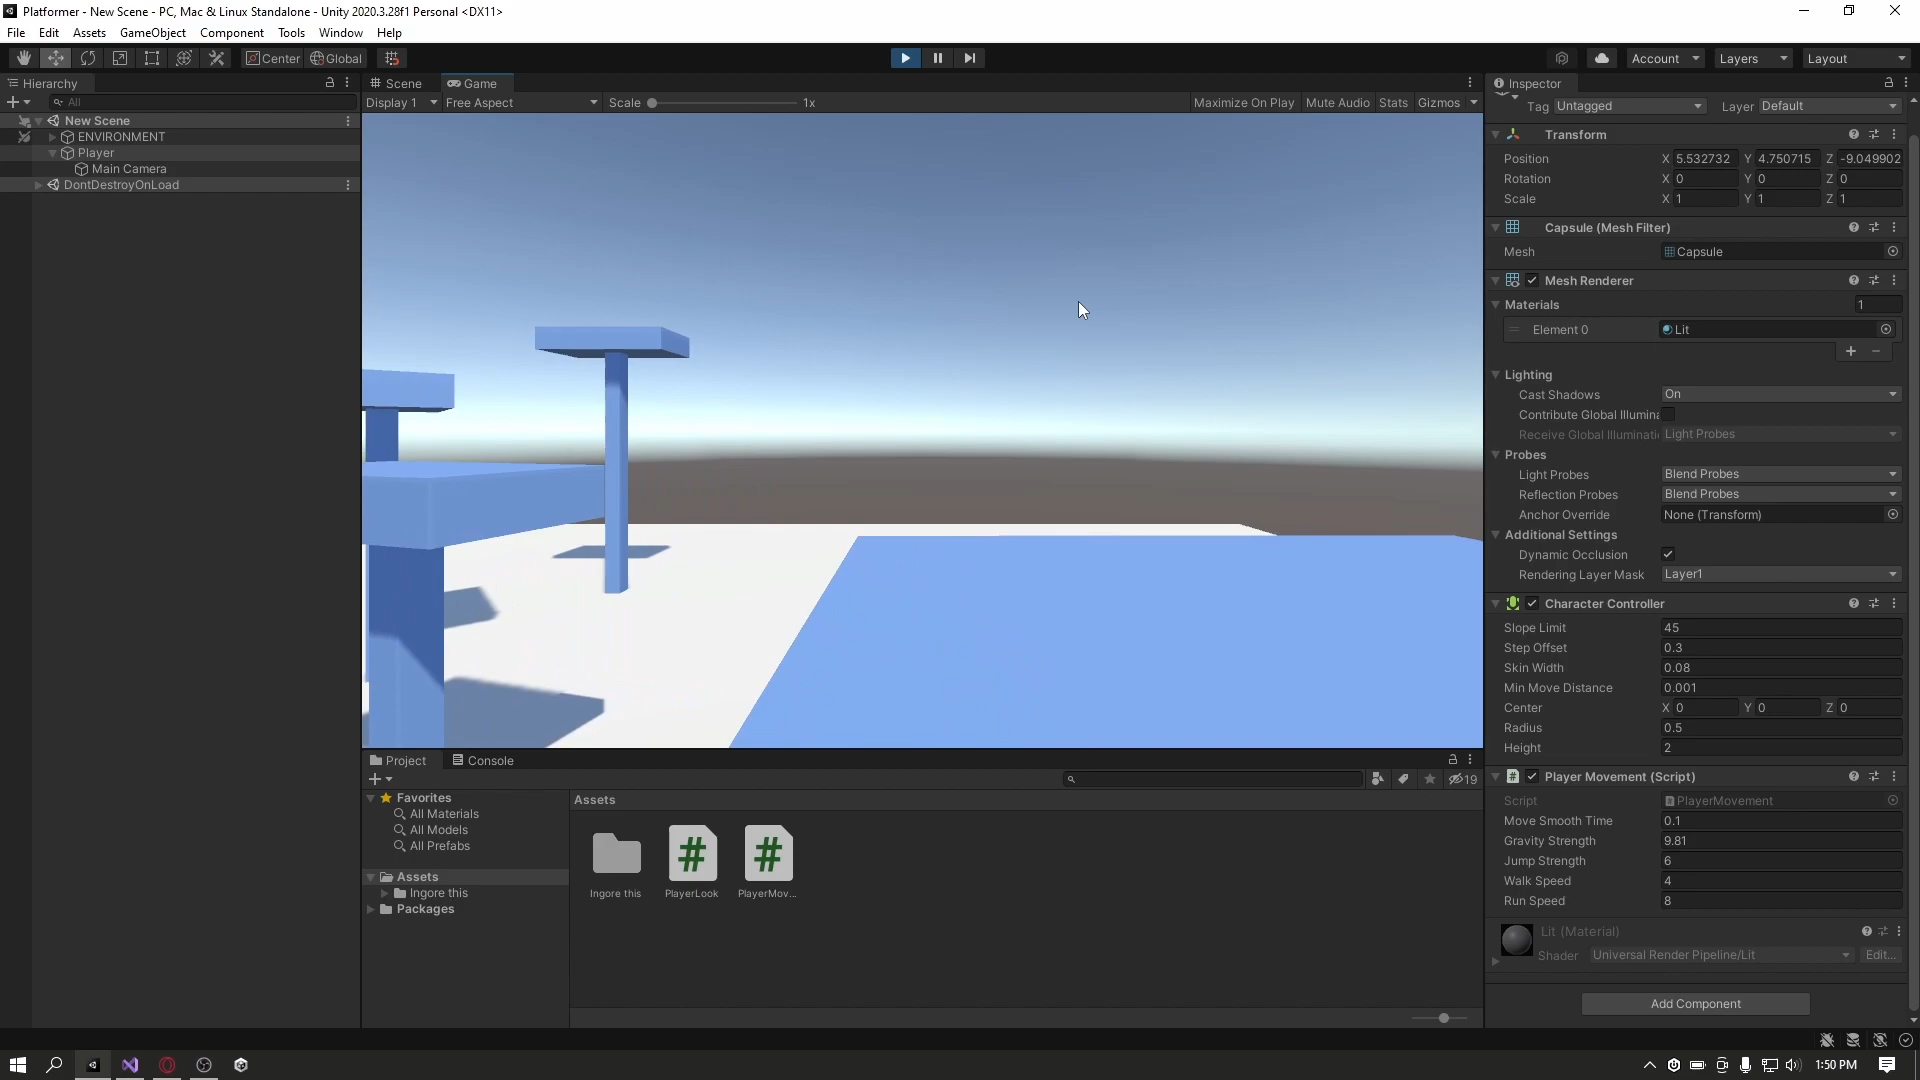 Platformer - New Scene - PC, Mac & Linux Standalone - Unity 2020.3.28f1 Personal <DX11>
File Edit Assets GameObject Component Tools Window Help
Center Global Account Layers Layout
Hierarchy
All
New Scene
ENVIRONMENT
Player
Main Camera
DontDestroyOnLoad
Scene Game
Display 1 Free Aspect Scale 1x Maximize On Play Mute Audio Stats Gizmos
Inspector
Tag Untagged Layer Default
Transform
Position X 5.532732 Y 4.750715 Z -9.049902
Rotation X 0 Y 0 Z 0
Scale X 1 Y 1 Z 1
Capsule (Mesh Filter)
Mesh Capsule
Mesh Renderer
Materials 1
Element 0 Lit
Lighting
Cast Shadows On
Contribute Global Illumina
Receive Global Illuminati Light Probes
Probes
Light Probes Blend Probes
Reflection Probes Blend Probes
Anchor Override None (Transform)
Additional Settings
Dynamic Occlusion
Rendering Layer Mask Layer1
Character Controller
Slope Limit 45
Step Offset 0.3
Skin Width 0.08
Min Move Distance 0.001
Center X 0 Y 0 Z 0
Radius 0.5
Height 2
Player Movement (Script)
Script PlayerMovement
Move Smooth Time 0.1
Gravity Strength 9.81
Jump Strength 6
Walk Speed 4
Run Speed 8
Lit (Material)
Shader Universal Render Pipeline/Lit Edit...
Add Component
Project Console
19
Favorites
All Materials
All Models
All Prefabs
Assets
Ingore this
Packages
Assets
Ingore this PlayerLook PlayerMov...
1:50 PM